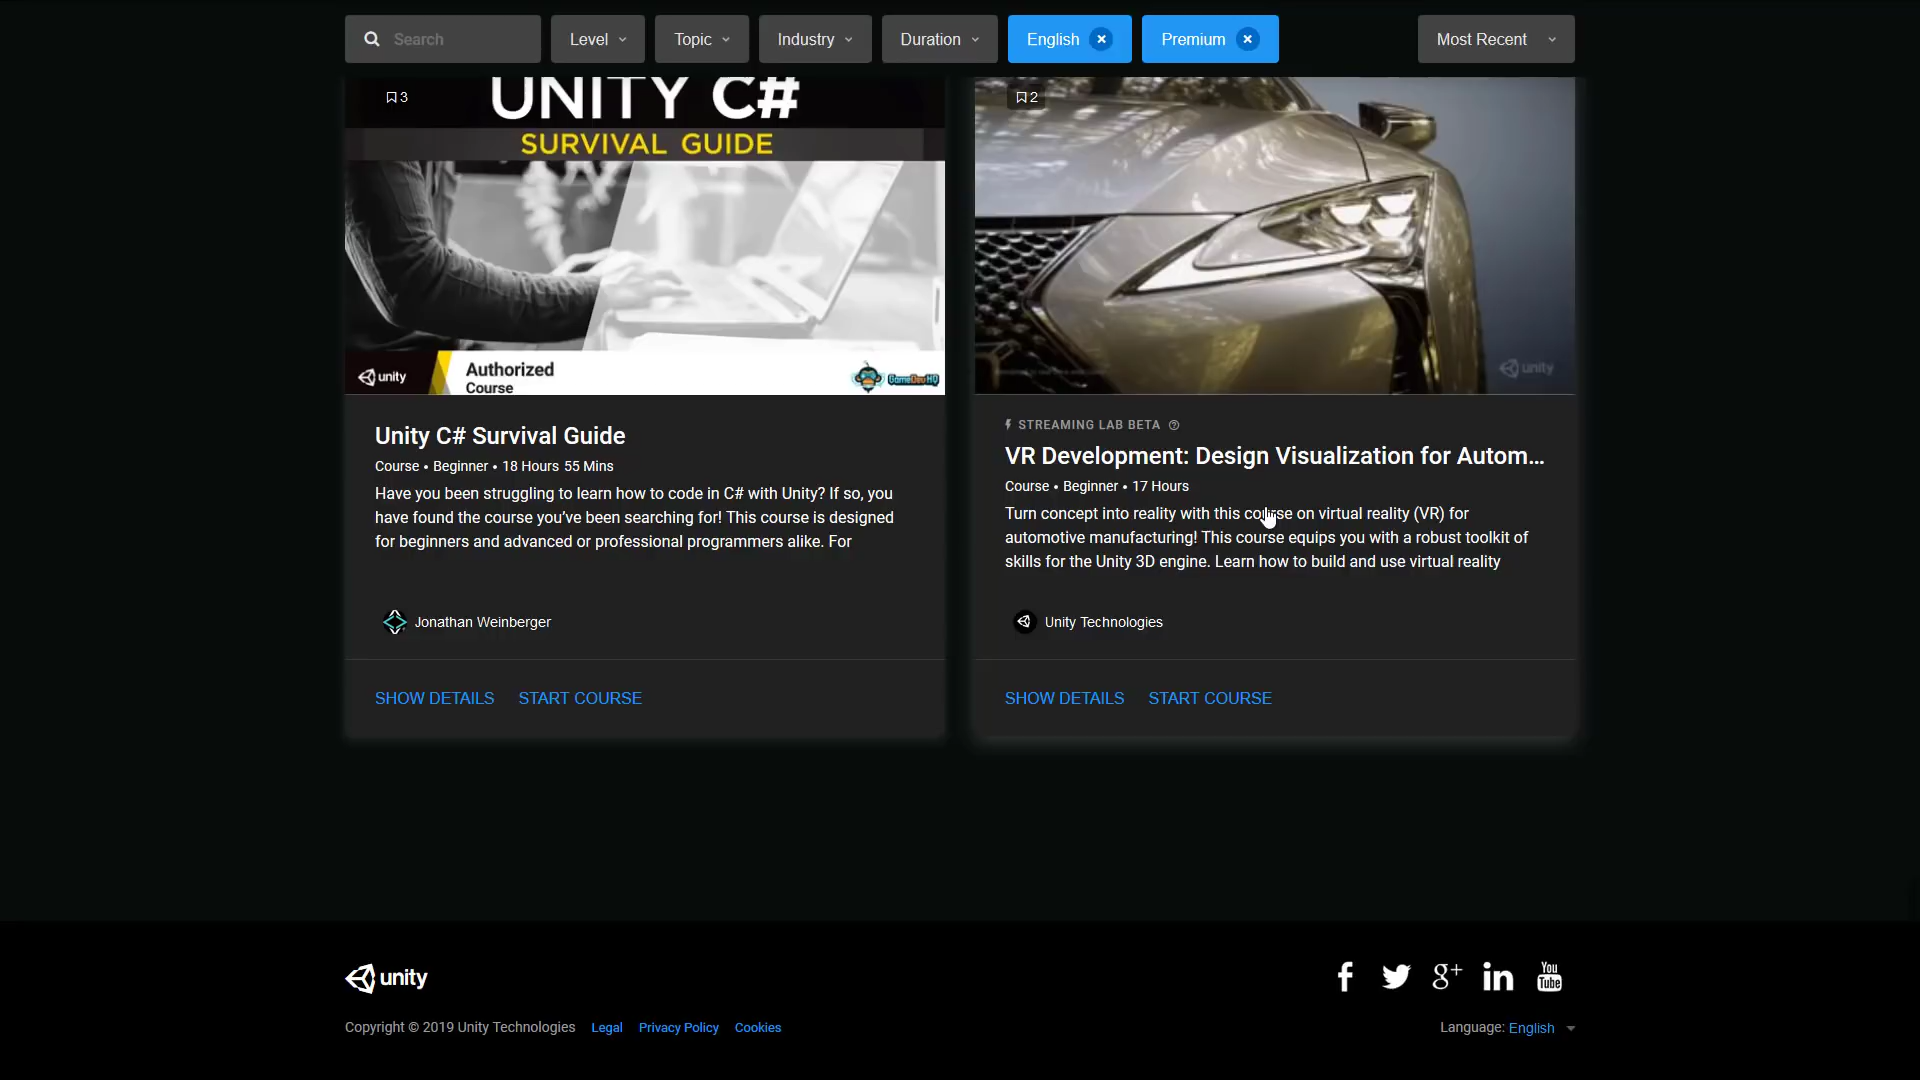 Search
Level
Topic
Industry
Duration
English
Premium
Most Recent
3
UNITY C#
SURVIVAL GUIDE
unity
Authorized
Course
GameDevHQ
2
unity
Unity C# Survival Guide
Course • Beginner • 18 Hours 55 Mins
Have you been struggling to learn how to code in C# with Unity? If so, you
have found the course you've been searching for! This course is designed
for beginners and advanced or professional programmers alike. For
Jonathan Weinberger
SHOW DETAILS START COURSE
STREAMING LAB BETA
VR Development: Design Visualization for Autom...
Course • Beginner • 17 Hours
Turn concept into reality with this course on virtual reality (VR) for
automotive manufacturing! This course equips you with a robust toolkit of
skills for the Unity 3D engine. Learn how to build and use virtual reality
Unity Technologies
SHOW DETAILS START COURSE
unity
f g+ in You Tube
Copyright © 2019 Unity Technologies Legal Privacy Policy Cookies
Language: English